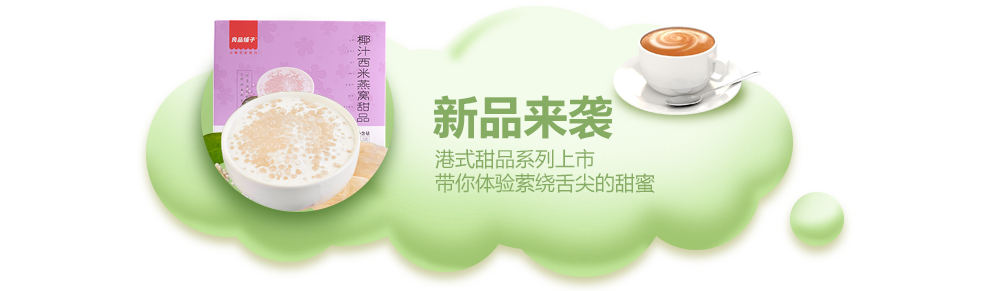 良品铺子
椰汁西米燕窝甜品
新品来袭
港式甜品系列上市
带你体验萦绕舌尖的甜蜜